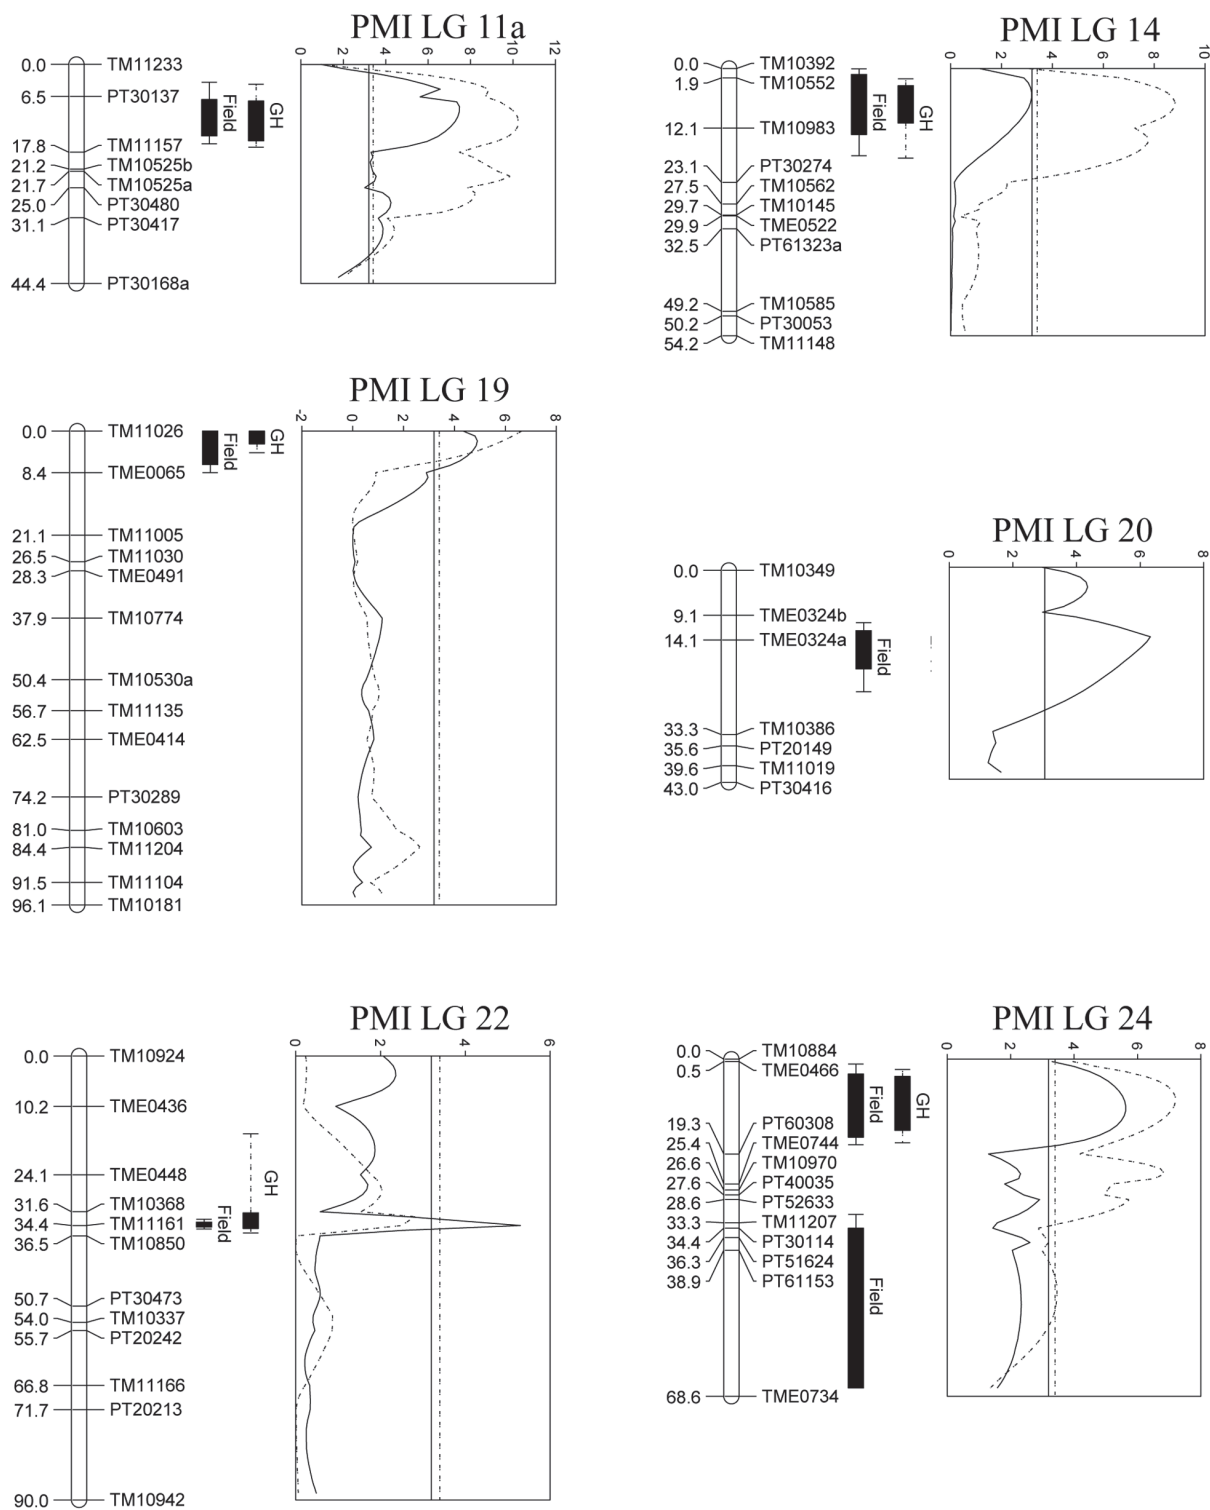 PMI LG 11a
0 2 4 6 8 10 12
0.0 TM11233
6.5 PT30137
17.8 TM11157
21.2 TM10525b
21.7 TM10525a
25.0 PT30480
31.1 PT30417
44.4 PT30168a
Field
GH
PMI LG 14
0 2 4 6 8 10
0.0 TM10392
1.9 TM10552
12.1 TM10983
23.1 PT30274
27.5 TM10562
29.7 TM10145
29.9 TME0522
32.5 PT61323a
49.2 TM10585
50.2 PT30053
54.2 TM11148
Field
GH
PMI LG 19
-2 0 2 4 6 8
0.0 TM11026
8.4 TME0065
21.1 TM11005
26.5 TM11030
28.3 TME0491
37.9 TM10774
50.4 TM10530a
56.7 TM11135
62.5 TME0414
74.2 PT30289
81.0 TM10603
84.4 TM11204
91.5 TM11104
96.1 TM10181
Field
GH
PMI LG 20
0 2 4 6 8
0.0 TM10349
9.1 TME0324b
14.1 TME0324a
33.3 TM10386
35.6 PT20149
39.6 TM11019
43.0 PT30416
Field
PMI LG 22
0 2 4 6
0.0 TM10924
10.2 TME0436
24.1 TME0448
31.6 TM10368
34.4 TM11161
36.5 TM10850
50.7 PT30473
54.0 TM10337
55.7 PT20242
66.8 TM11166
71.7 PT20213
90.0 TM10942
Field
GH
PMI LG 24
0 2 4 6 8
0.0 TM10884
0.5 TME0466
19.3 PT60308
25.4 TME0744
26.6 TM10970
27.6 PT40035
28.6 PT52633
33.3 TM11207
34.4 PT30114
36.3 PT51624
38.9 PT61153
68.6 TME0734
Field
GH
Field